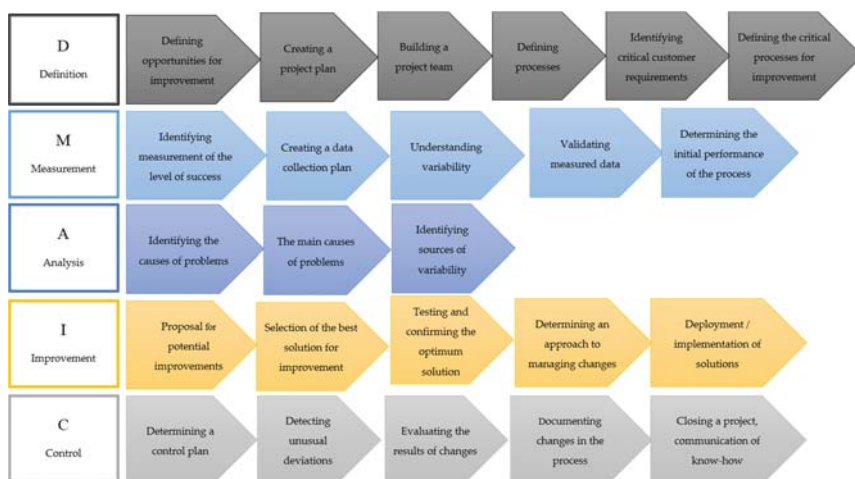 D
Definition
Defining
opportunities for
improvement
Creating a
project plan
Building a
project team
Defining
processes
Identifying
critical customer
requirements
Defining the critical
processes for
improvement
M
Measurement
Identifying
measurement of the
level of success
Creating a data
collection plan
Understanding
variability
Validating
measured data
Determining the
initial performance
of the process
A
Analysis
Identifying the
causes of problems
The main causes
of problems
Identifying
sources of
variability
I
Improvement
Proposal for
potential
improvements
Selection of the best
solution for
improvement
Testing and
confirming the
optimum
solution
Determining an
approach to
managing changes
Deployment /
implementation of
solutions
C
Control
Determining a
control plan
Detecting
unusual
deviations
Evaluating the
results of changes
Documenting
changes in the
process
Closing a project,
communication of
know-how